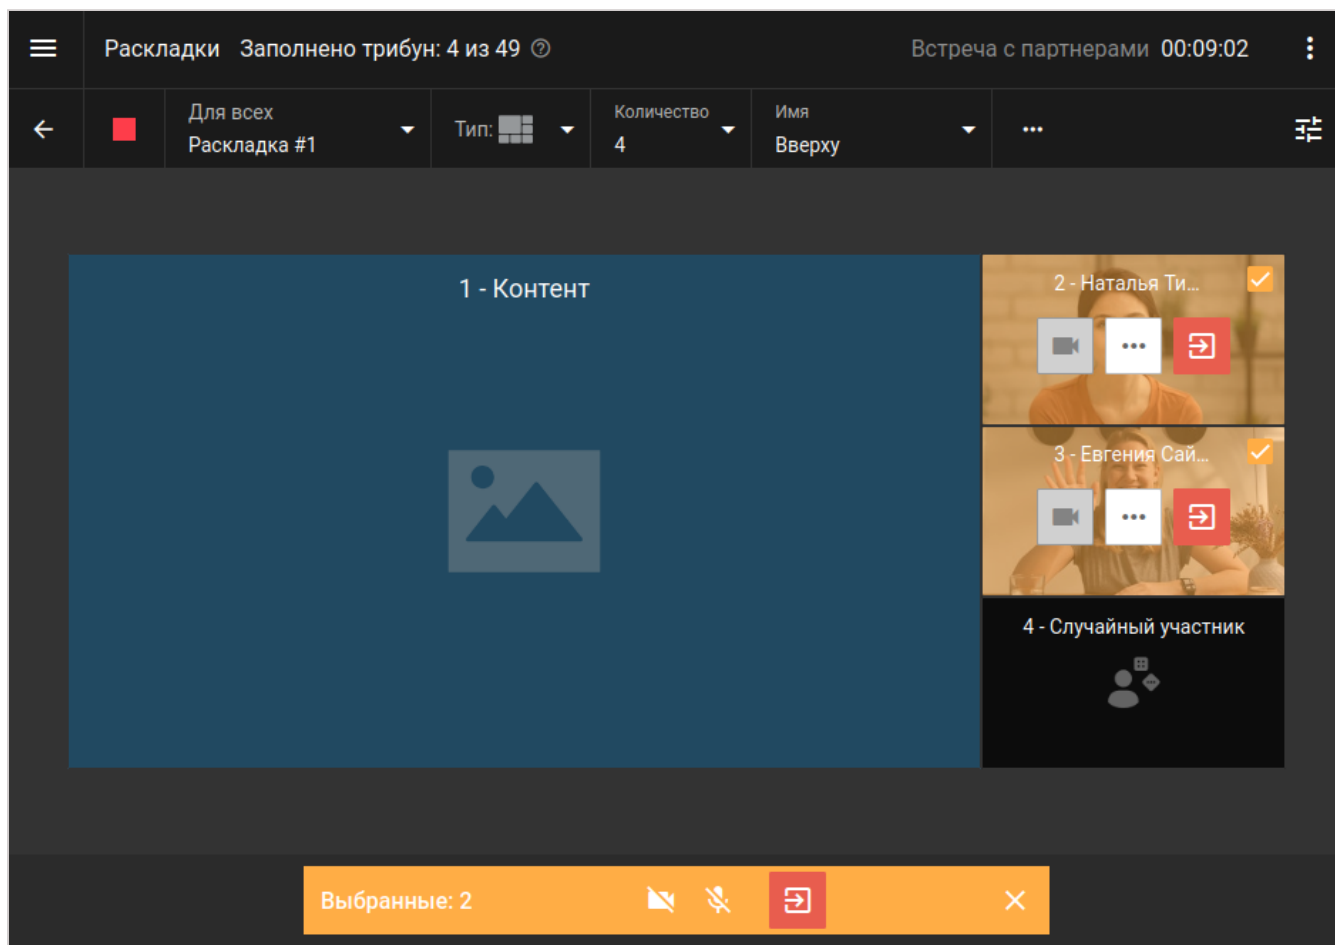 Раскладки Заполнено трибун: 4 из 49 Встреча с партнерами 00:09:02
Для всех
Раскладка #1
Тип:
Количество
4
Имя
Вверху
1 - Контент
2 - Наталья Ти...
3 - Евгения Сай...
4 - Случайный участник
Выбранные: 2